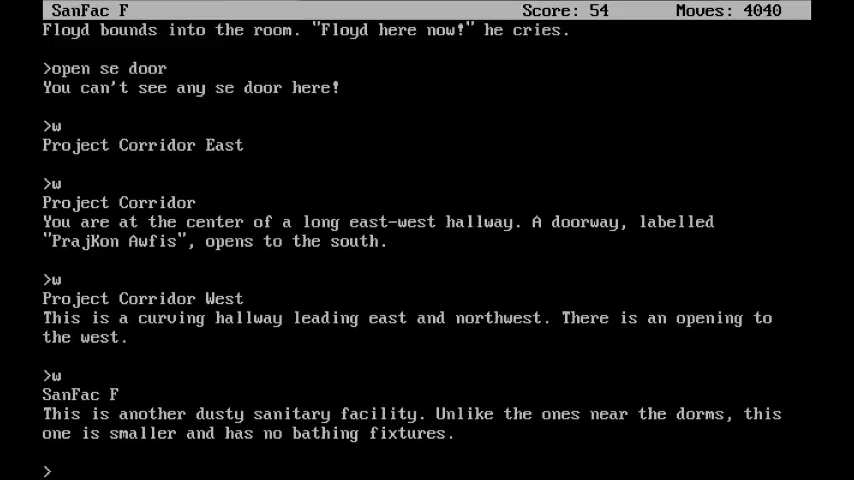 SanFac F Score: 54 Moves: 4040
Floyd bounds into the room. "Floyd here now!" he cries.
>open se door
You can't see any se door here!
>w
Project Corridor East
>w
Project Corridor
You are at the center of a long east-west hallway. A doorway, labelled
"PrajKon Awfis", opens to the south.
>w
Project Corridor West
This is a curving hallway leading east and northwest. There is an opening to
the west.
>w
SanFac F
This is another dusty sanitary facility. Unlike the ones near the dorms, this
one is smaller and has no bathing fixtures.
>